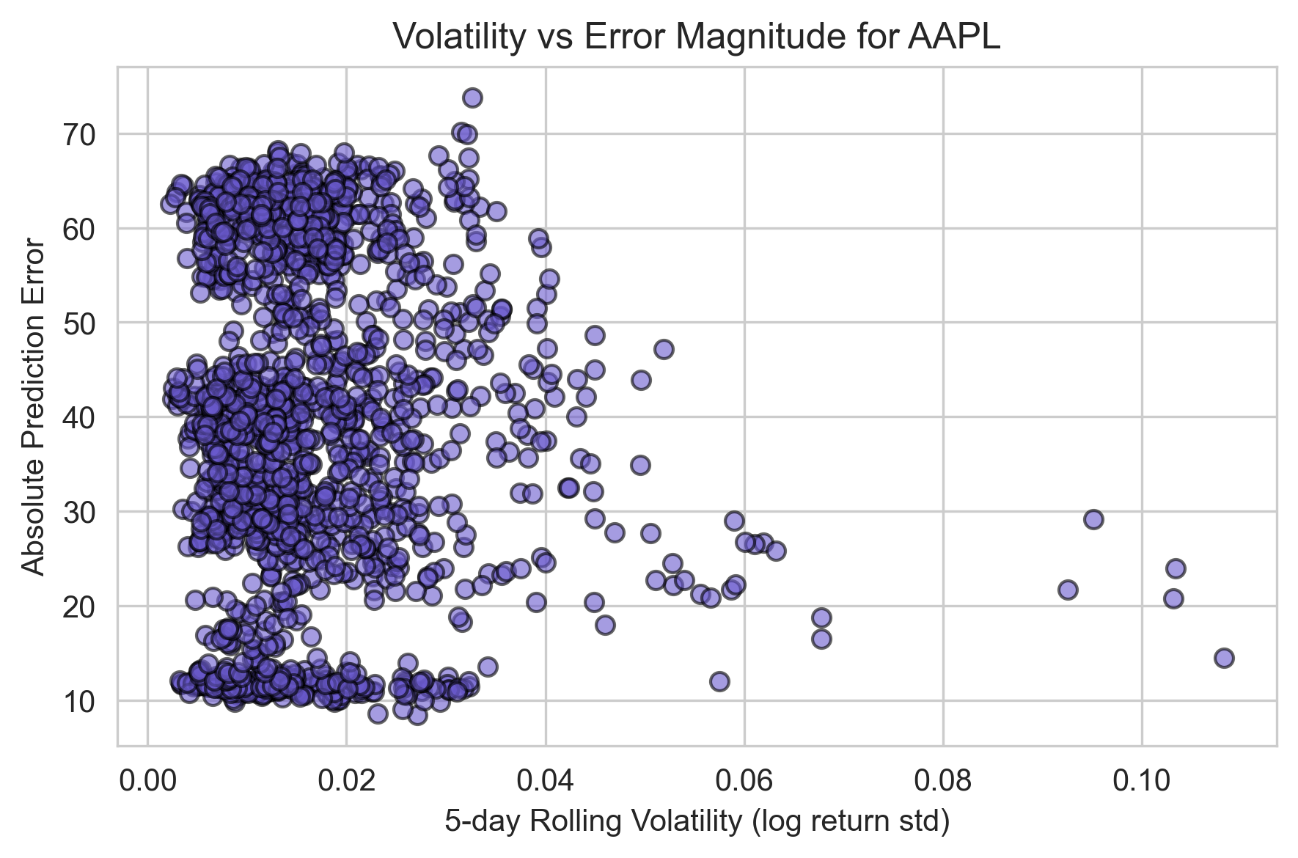 Volatility vs Error Magnitude for AAPL
Absolute Prediction Error
70
60
50
40
30
20
10
0.00 0.02 0.04 0.06 0.08 0.10
5-day Rolling Volatility (log return std)